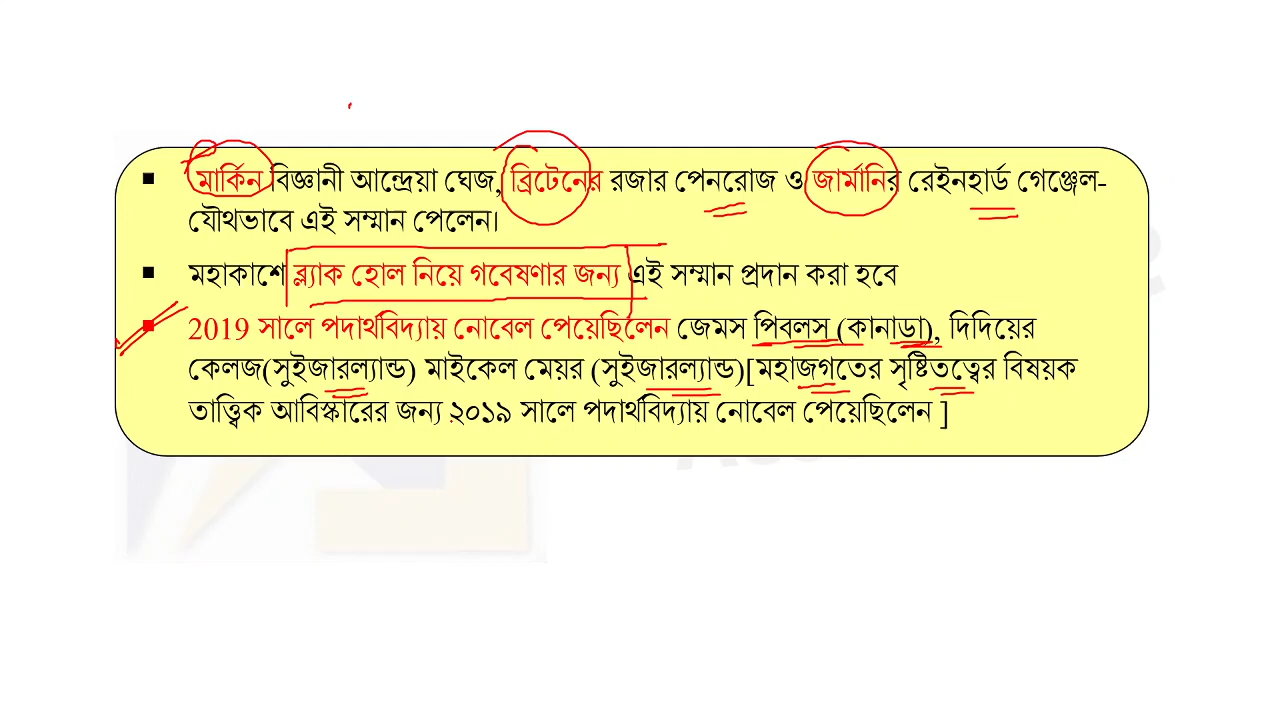 ▪ মার্কিন বিজ্ঞানী আন্দ্রেয়া ঘেজ, ব্রিটেনের রজার পেনরোজ ও জার্মানির রেইনহার্ড গেঞ্জেল-
যৌথভাবে এই সম্মান পেলেন।
▪ মহাকাশে ব্ল্যাক হোল নিয়ে গবেষণার জন্য এই সম্মান প্রদান করা হবে
▪ 2019 সালে পদার্থবিদ্যায় নোবেল পেয়েছিলেন জেমস পিবলস (কানাডা), দিদিয়ের
কেলজ(সুইজারল্যান্ড) মাইকেল মেয়র (সুইজারল্যান্ড)[মহাজগতের সৃষ্টিতত্ত্বের বিষয়ক
তাত্ত্বিক আবিস্কারের জন্য ২০১৯ সালে পদার্থবিদ্যায় নোবেল পেয়েছিলেন ]